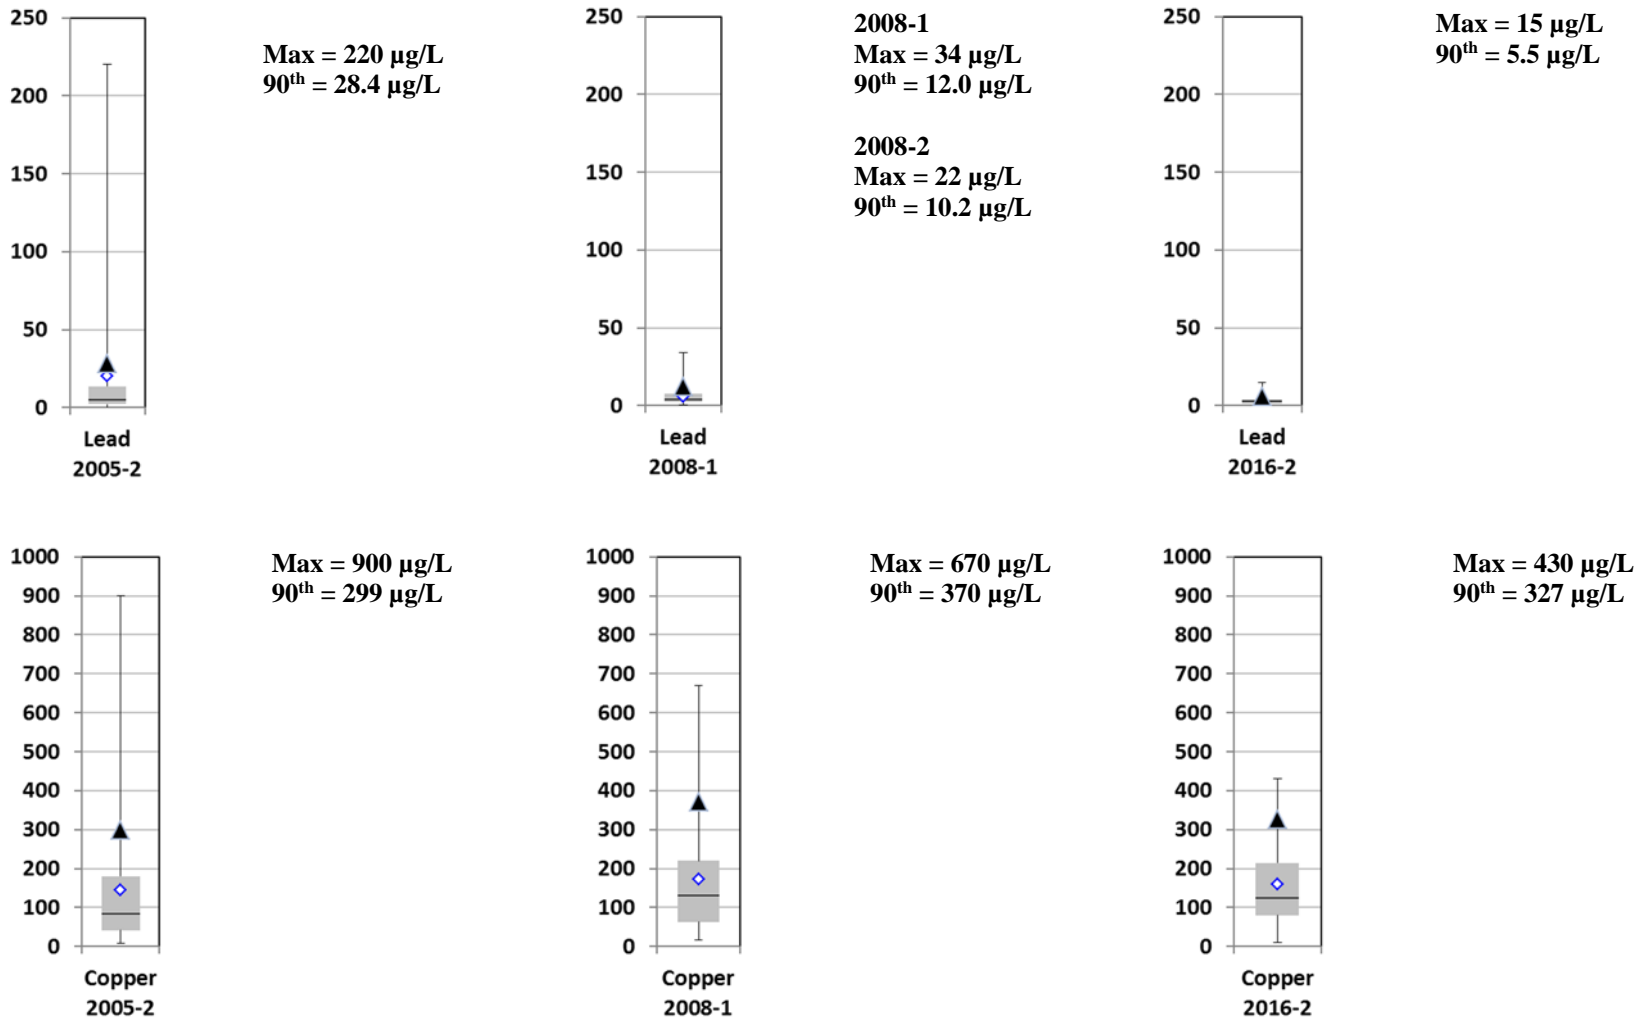 250
200
150
100
50
0
Lead
2005-2
Max = 220 µg/L
90th = 28.4 µg/L
250
200
150
100
50
0
Lead
2008-1
2008-1
Max = 34 µg/L
90th = 12.0 µg/L
2008-2
Max = 22 µg/L
90th = 10.2 µg/L
250
200
150
100
50
0
Lead
2016-2
Max = 15 µg/L
90th = 5.5 µg/L
1000
900
800
700
600
500
400
300
200
100
0
Copper
2005-2
Max = 900 µg/L
90th = 299 µg/L
1000
900
800
700
600
500
400
300
200
100
0
Copper
2008-1
Max = 670 µg/L
90th = 370 µg/L
1000
900
800
700
600
500
400
300
200
100
0
Copper
2016-2
Max = 430 µg/L
90th = 327 µg/L